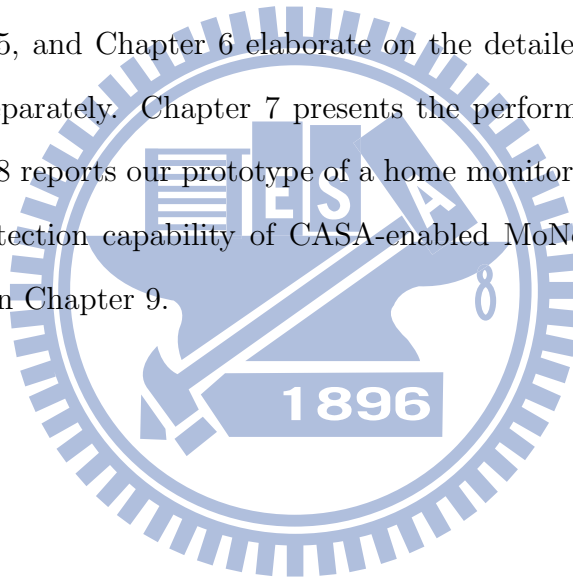 5, and Chapter 6 elaborate on the detaile
parately. Chapter 7 presents the perform
8 reports our prototype of a home monitor
tection capability of CASA-enabled MoN
n Chapter 9.
E S A
1896